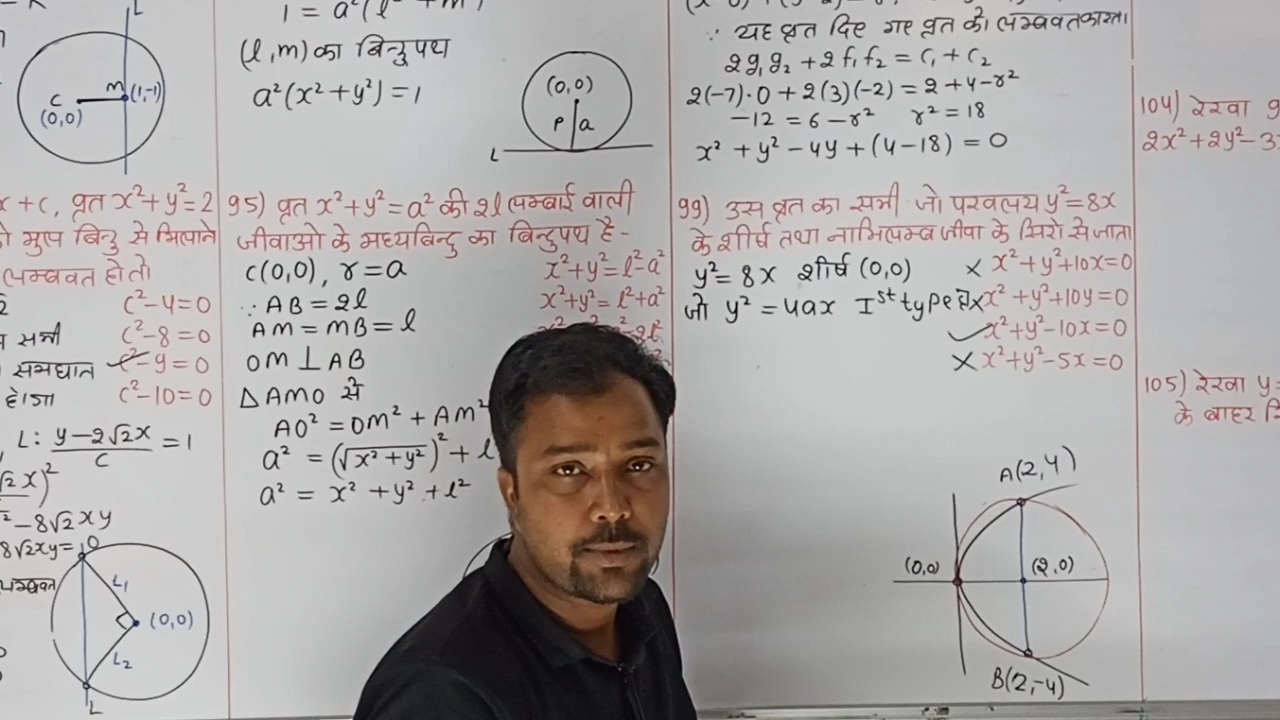 L
M
(1,-1)
C
(0,0)
x + c, वृत x²+y²=2
मुल बिन्दु से मिलाने
लम्बवत हो तो
c²-4=0
सभी c²-8=0
समघात c²-9=0
c²-10=0
L: y-2√2x / c = 1
√2x)²
-8√2xy
8√2xy=0
L₁
(0,0)
L₂
L
(l,m) का बिन्दुपथ
a²(x²+y²)=1
(0,0)
P
a
L
95) वृत x²+y²=a² की 2l लम्बाई वाली
जीवाओ के मध्यबिन्दु का बिन्दुपथ है-
C(0,0), r=a
x²+y²=l²-a²
∵ AB=2l
x²+y²=l²+a²
AM=MB=l
OM⊥AB
△AMO से
AO²=OM²+AM²
a²=(√x²+y²)²+l
a²=x²+y²+l²
∵ यह वृत दिए गए वृत को लम्बवत काटता
2g₁g₂+2f₁f₂=c₁+c₂
2(-7)·0+2(3)(-2)=2+4-r²
-12=6-r² r²=18
x²+y²-4y+(4-18)=0
99) उस वृत का समी जो परवलय y²=8x
के शीर्ष तथा नाभिलम्ब जीवा के सिरो से जाता
y²=8x शीर्ष (0,0)
× x²+y²+10x=0
जो y²=4ax Ist type है
× x²+y²+10y=0
✓ x²+y²-10x=0
× x²+y²-5x=0
A(2,4)
(0,0)
(2,0)
B(2,-4)
104) रेखा
2x²+2y²-3
105) रेखा y=
के बाहर